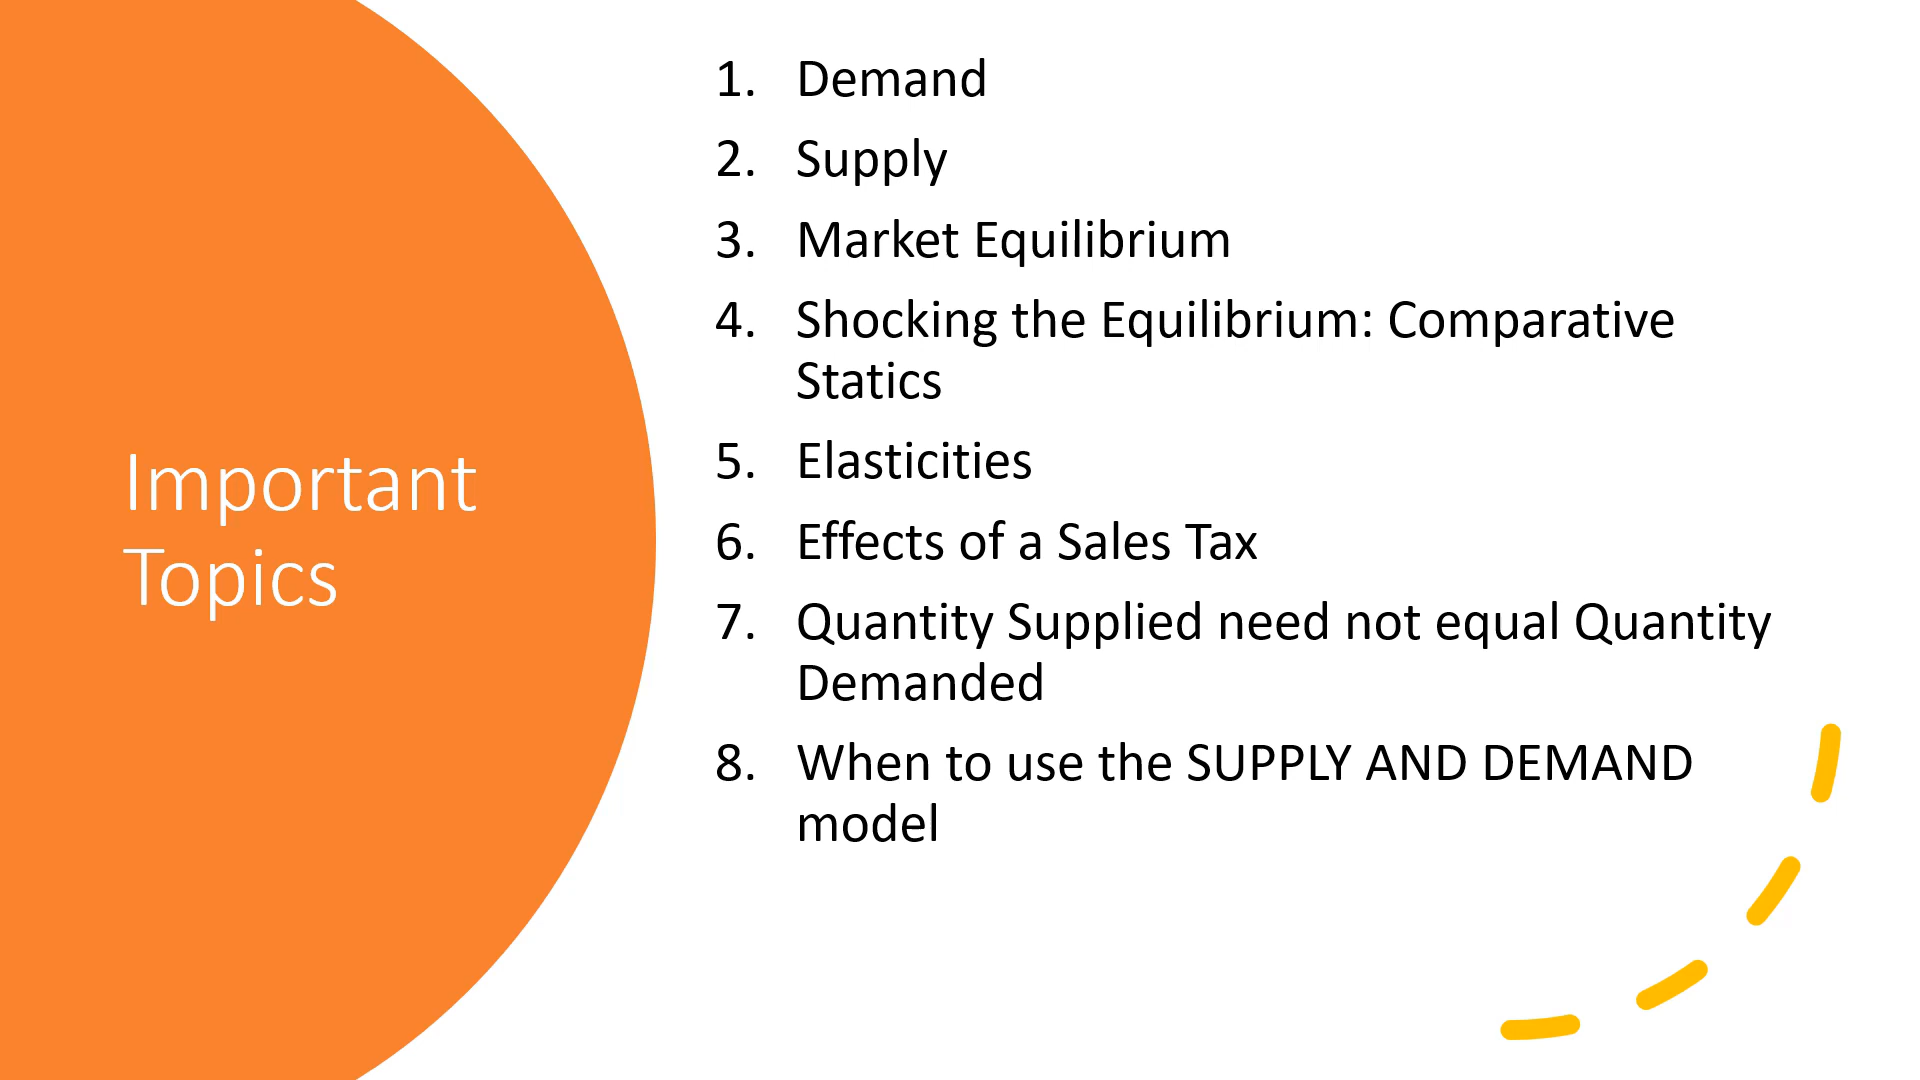 Important
Topics
1. Demand
2. Supply
3. Market Equilibrium
4. Shocking the Equilibrium: Comparative
Statics
5. Elasticities
6. Effects of a Sales Tax
7. Quantity Supplied need not equal Quantity
Demanded
8. When to use the SUPPLY AND DEMAND
model